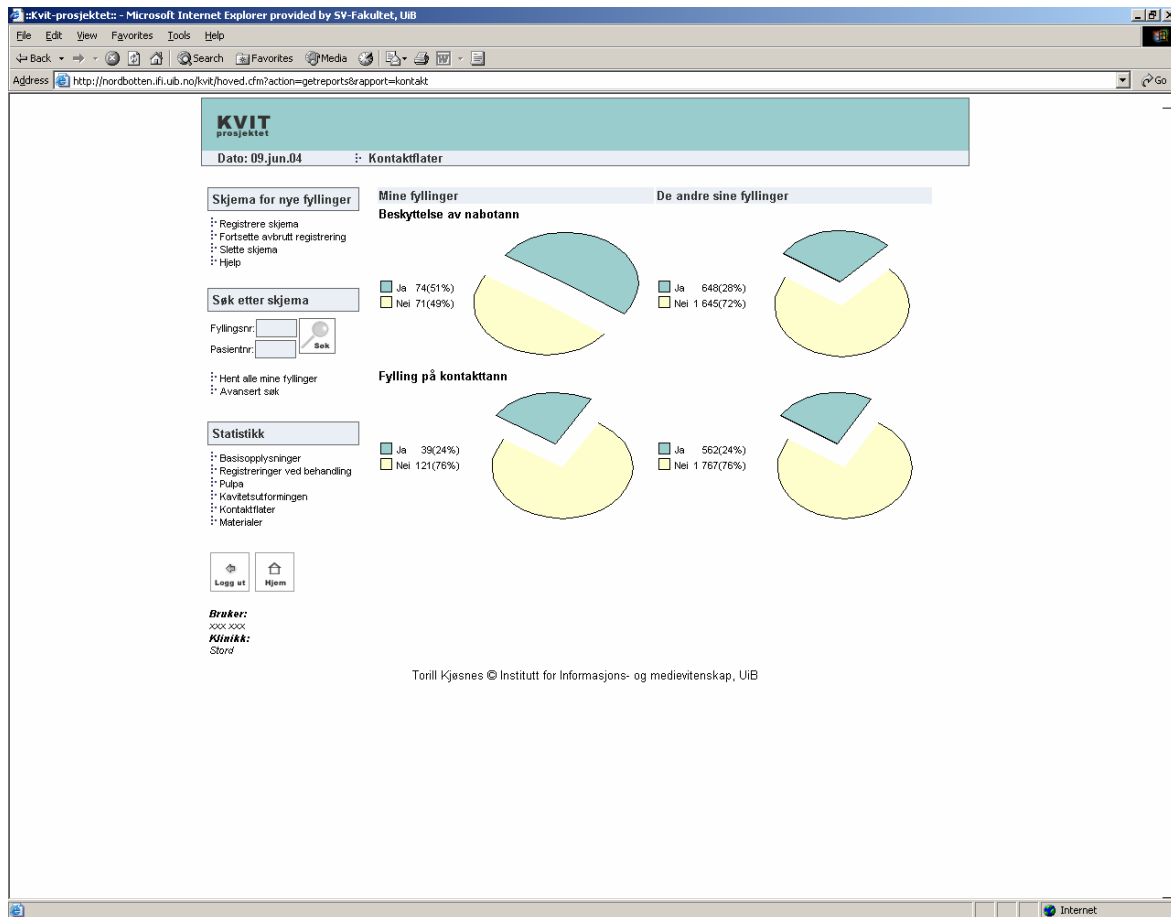 ::Kvit-prosjektet:: - Microsoft Internet Explorer provided by SV-Fakultet, UiB
File Edit View Favorites Tools Help
Back Search Favorites Media
Address http://nordbotten.ifi.uib.no/kvit/hoved.cfm?action=getreports&rapport=kontakt Go
KVIT
prosjektet
Dato: 09.jun.04 Kontaktflater
Skjema for nye fyllinger
Registrere skjema
Fortsette avbrutt registrering
Slette skjema
Hjelp
Søk etter skjema
Fyllingsnr:
Pasientnr:
Søk
Hent alle mine fyllinger
Avansert søk
Statistikk
Basisopplysninger
Registreringer ved behandling
Pulpa
Kavitetsutformingen
Kontaktflater
Materialer
Logg ut Hjem
Bruker:
xxx xxx
Klinikk:
Stord
Mine fyllinger De andre sine fyllinger
Beskyttelse av nabotann
Ja 74(51%) Ja 648(28%)
Nei 71(49%) Nei 1 645(72%)
Fylling på kontakttann
Ja 39(24%) Ja 562(24%)
Nei 121(76%) Nei 1 767(76%)
Torill Kjøsnes © Institutt for Informasjons- og medievitenskap, UiB
Internet